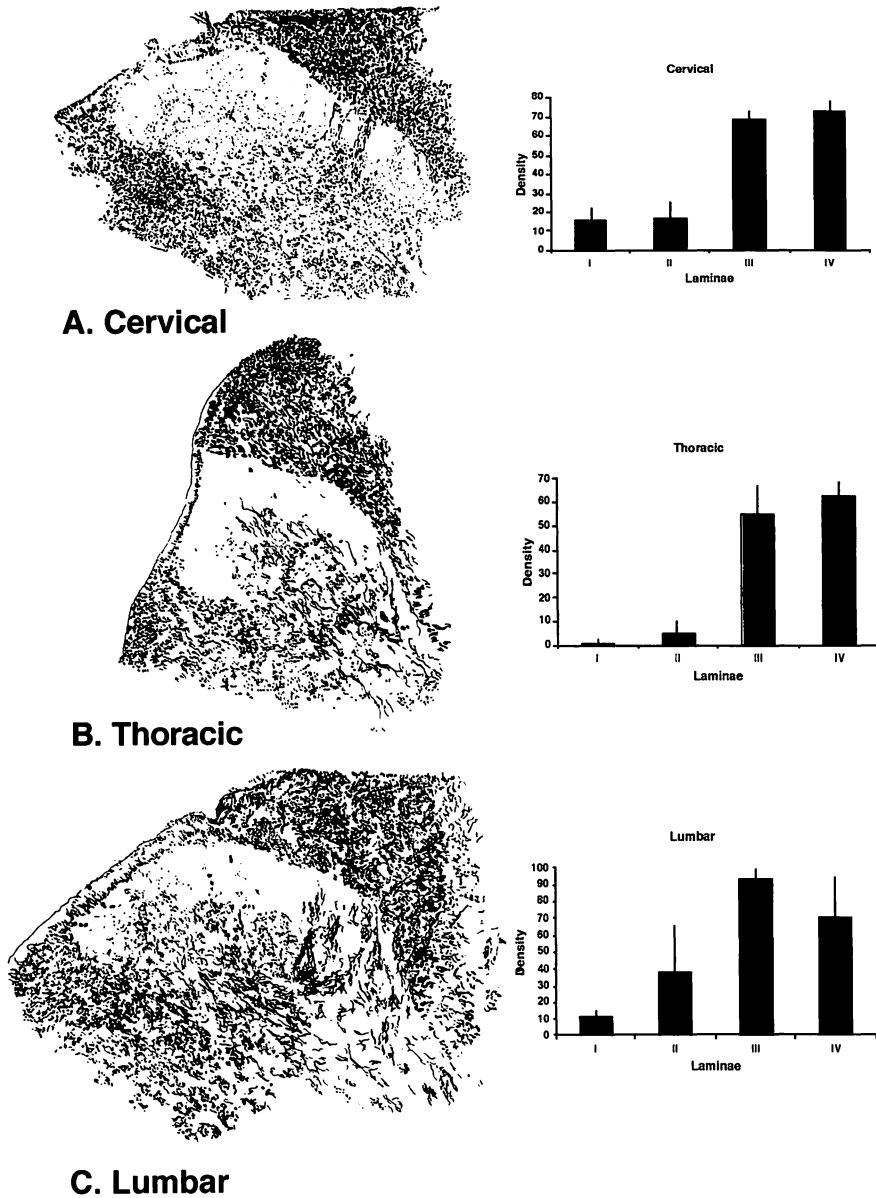 Cervical
80
70
60
50
40
30
20
10
0
Density
I II III IV
Laminae
A. Cervical
Thoracic
70
60
50
40
30
20
10
0
Density
I II III IV
Laminae
B. Thoracic
Lumbar
100
90
80
70
60
50
40
30
20
10
0
Density
I II III IV
Laminae
C. Lumbar